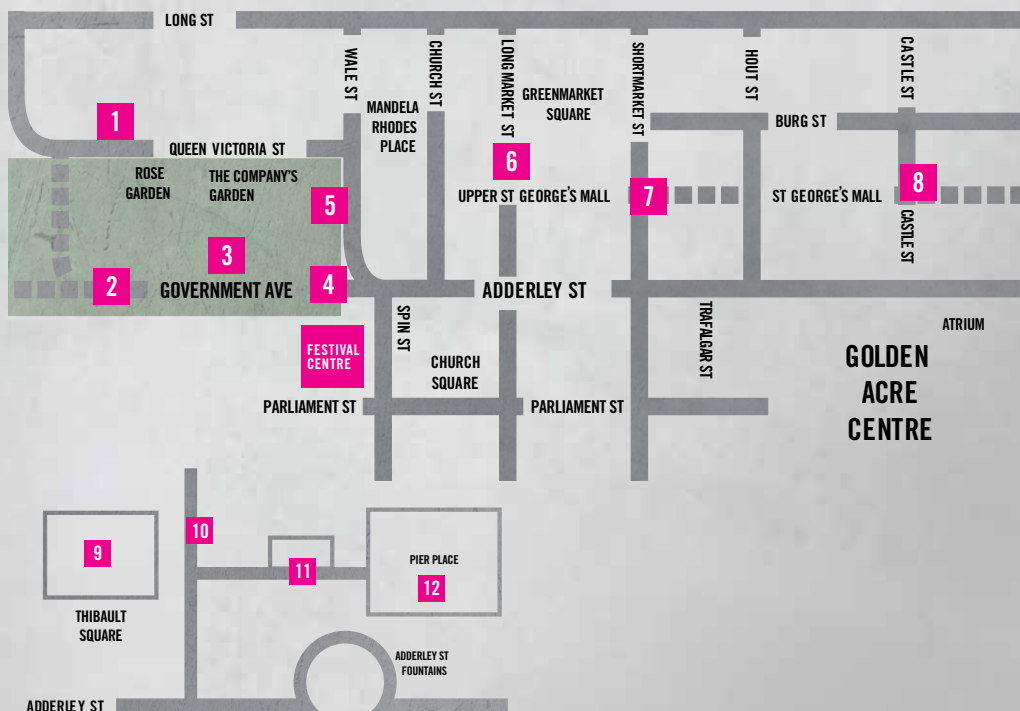 LONG ST
WALE ST
CHURCH ST
LONG MARKET ST
SHORTMARKET ST
HOUT ST
CASTLE ST
MANDELA
RHODES
PLACE
GREENMARKET
SQUARE
1
BURG ST
QUEEN VICTORIA ST
ROSE
GARDEN
THE COMPANY'S
GARDEN
6
5
UPPER ST GEORGE'S MALL
7
ST GEORGE'S MALL
8
CASTLE ST
3
2
GOVERNMENT AVE
4
ADDERLEY ST
SPIN ST
TRAFALGAR ST
ATRIUM
FESTIVAL
CENTRE
CHURCH
SQUARE
GOLDEN
ACRE
CENTRE
PARLIAMENT ST
PARLIAMENT ST
9
10
11
PIER PLACE
12
THIBAULT
SQUARE
ADDERLEY ST
FOUNTAINS
ADDERLEY ST